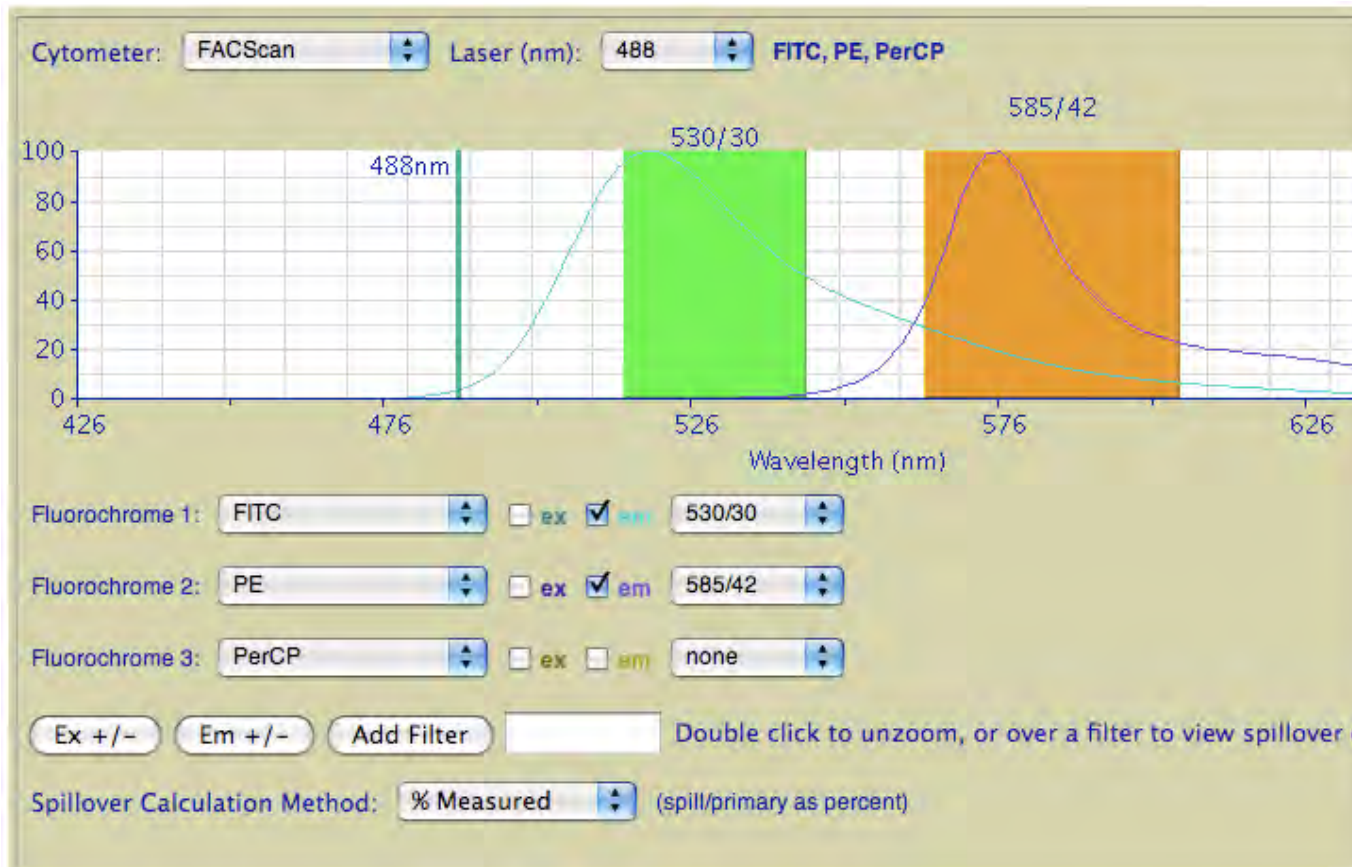 Cytometer: FACScan Laser (nm): 488 FITC, PE, PerCP
585/42
530/30
100
488nm
80
60
40
20
0
426 476 526 576 626
Wavelength (nm)
Fluorochrome 1: FITC ex em 530/30
Fluorochrome 2: PE ex em 585/42
Fluorochrome 3: PerCP ex em none
Ex +/- Em +/- Add Filter Double click to unzoom, or over a filter to view spillover
Spillover Calculation Method: % Measured (spill/primary as percent)